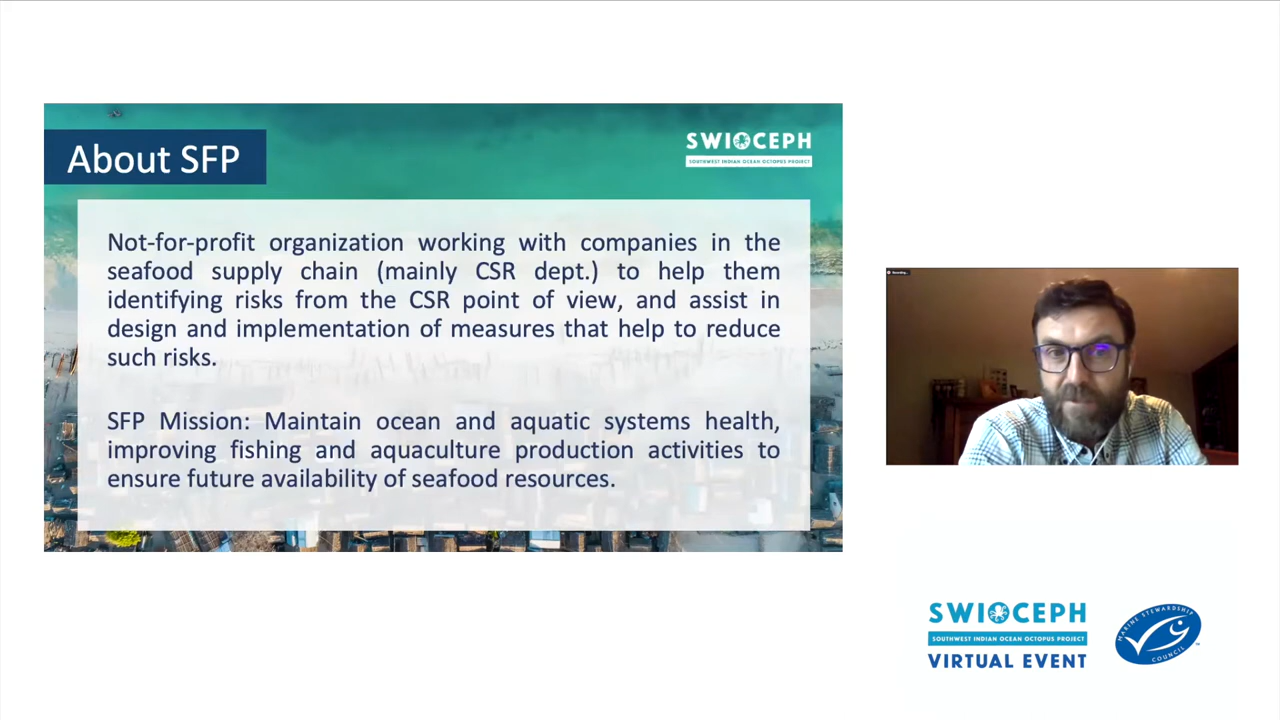 About SFP
SWIOCEPH
SOUTHWEST INDIAN OCEAN OCTOPUS PROJECT
Not-for-profit organization working with companies in the
seafood supply chain (mainly CSR dept.) to help them
identifying risks from the CSR point of view, and assist in
design and implementation of measures that help to reduce
such risks.
SFP Mission: Maintain ocean and aquatic systems health,
improving fishing and aquaculture production activities to
ensure future availability of seafood resources.
Recording...
SWIOCEPH
SOUTHWEST INDIAN OCEAN OCTOPUS PROJECT
VIRTUAL EVENT
MARINE STEWARDSHIP
COUNCIL
TM